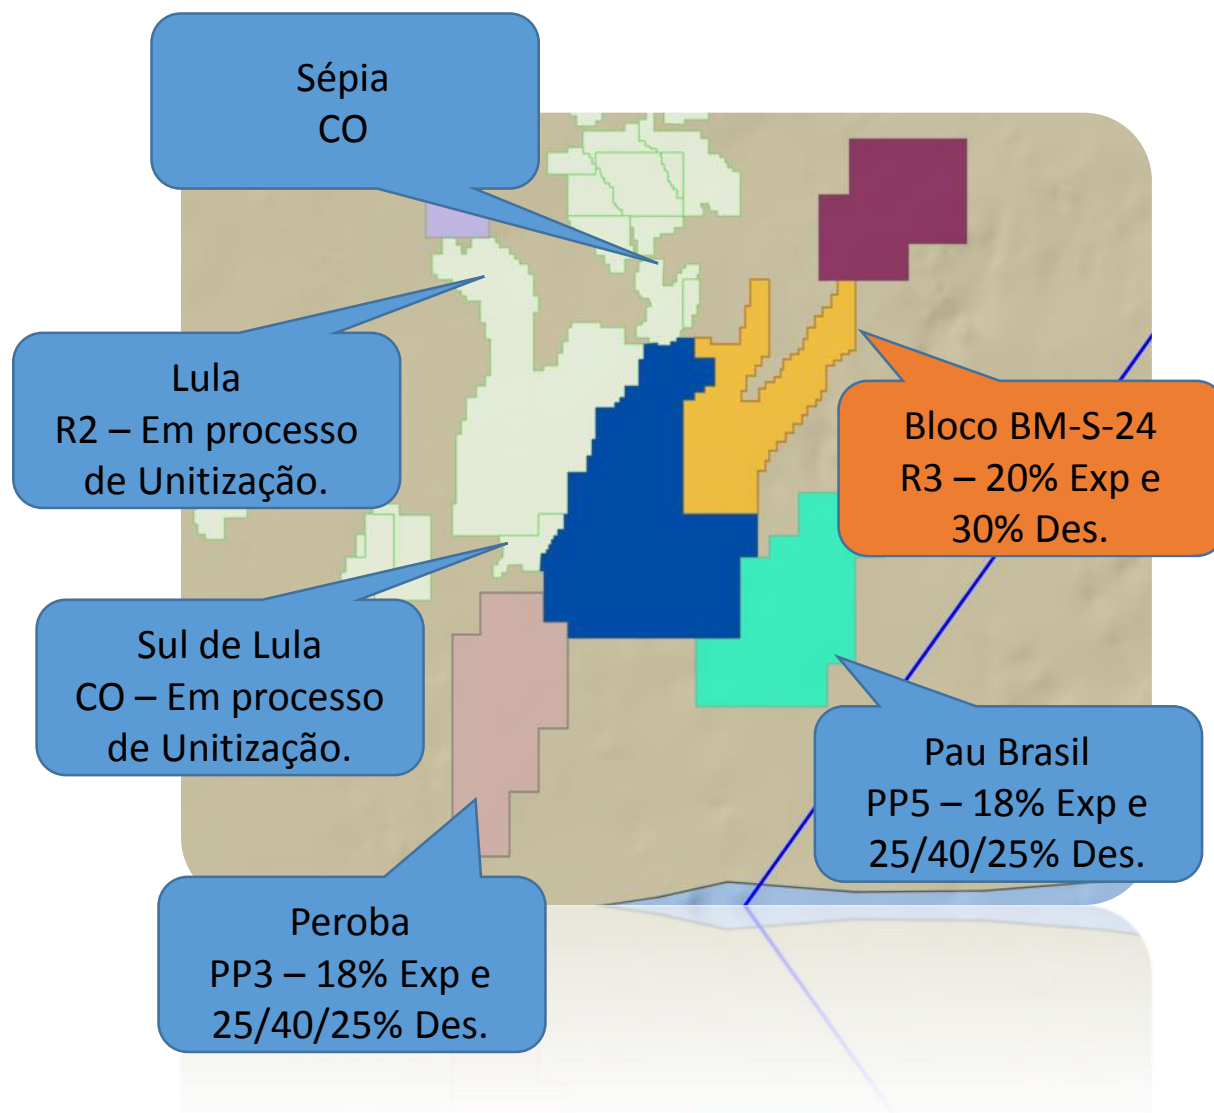 Sépia
CO
Lula
R2 – Em processo
de Unitização.
Bloco BM-S-24
R3 – 20% Exp e
30% Des.
Sul de Lula
CO – Em processo
de Unitização.
Pau Brasil
PP5 – 18% Exp e
25/40/25% Des.
Peroba
PP3 – 18% Exp e
25/40/25% Des.